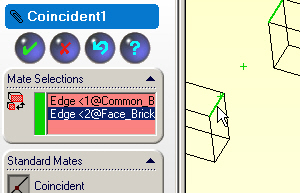 Coincident1
?
Mate Selections
Edge <1@Common_B
Edge <2@Face_Brick
Standard Mates
Coincident